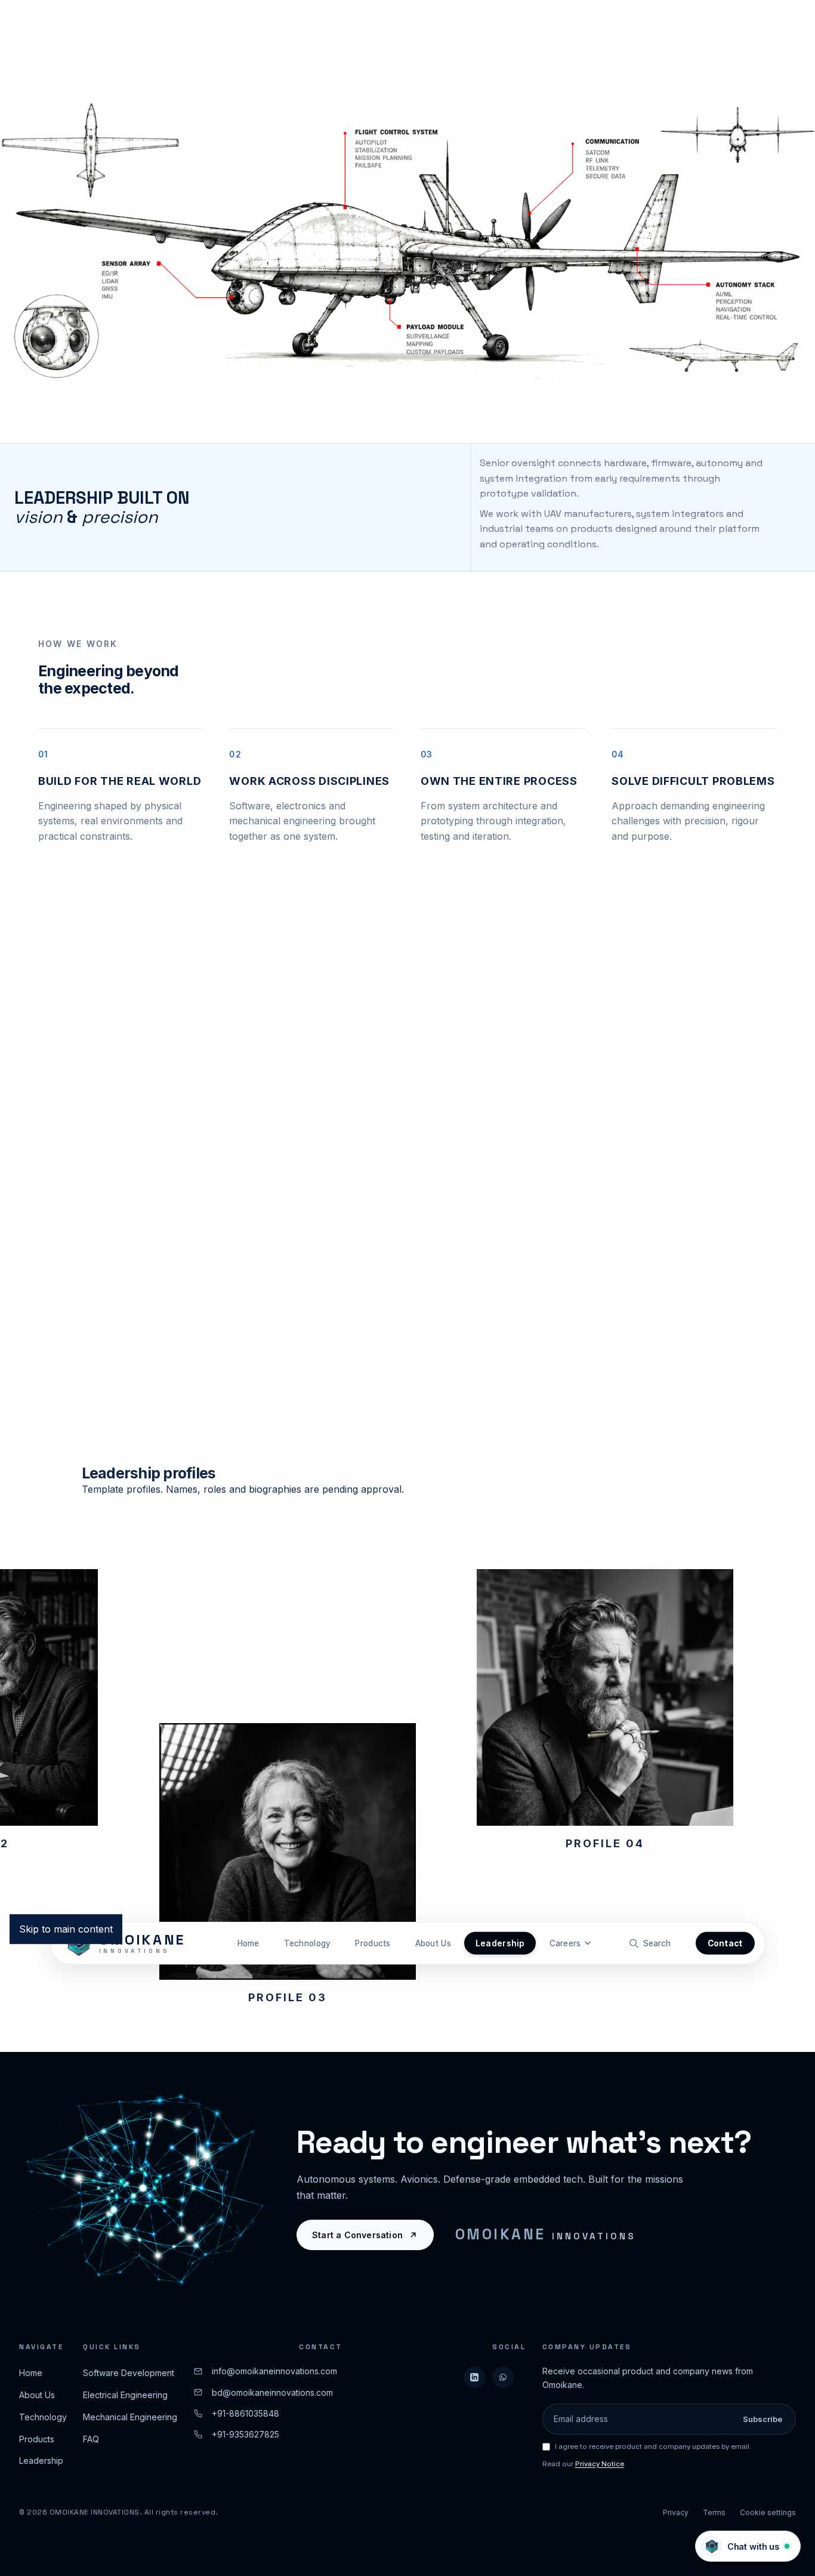 FLIGHT CONTROL SYSTEM
AUTOPILOT
STABILIZATION
MISSION PLANNING
FAILSAFE
COMMUNICATION
SATCOM
RF LINK
TELEMETRY
SECURE DATA
SENSOR ARRAY
EO/IR
LIDAR
GNSS
IMU
AUTONOMY STACK
AI/ML
PERCEPTION
NAVIGATION
REAL-TIME CONTROL
PAYLOAD MODULE
SURVEILLANCE
MAPPING
CUSTOM PAYLOADS
LEADERSHIP BUILT ON
vision & precision
Senior oversight connects hardware, firmware, autonomy and
system integration from early requirements through
prototype validation.
We work with UAV manufacturers, system integrators and
industrial teams on products designed around their platform
and operating conditions.
HOW WE WORK
Engineering beyond
the expected.
01
BUILD FOR THE REAL WORLD
Engineering shaped by physical
systems, real environments and
practical constraints.
02
WORK ACROSS DISCIPLINES
Software, electronics and
mechanical engineering brought
together as one system.
03
OWN THE ENTIRE PROCESS
From system architecture and
prototyping through integration,
testing and iteration.
04
SOLVE DIFFICULT PROBLEMS
Approach demanding engineering
challenges with precision, rigour
and purpose.
Leadership profiles
Template profiles. Names, roles and biographies are pending approval.
2
PROFILE 04
Skip to main content
OIKANE
INNOVATIONS
Home
Technology
Products
About Us
Leadership
Careers
Search
Contact
PROFILE 03
Ready to engineer what's next?
Autonomous systems. Avionics. Defense-grade embedded tech. Built for the missions
that matter.
Start a Conversation
OMOIKANE INNOVATIONS
NAVIGATE
Home
About Us
Technology
Products
Leadership
QUICK LINKS
Software Development
Electrical Engineering
Mechanical Engineering
FAQ
CONTACT
info@omoikaneinnovations.com
bd@omoikaneinnovations.com
+91-8861035848
+91-9353627825
SOCIAL
COMPANY UPDATES
Receive occasional product and company news from
Omoikane.
Email address
Subscribe
I agree to receive product and company updates by email.
Read our Privacy Notice.
© 2026 OMOIKANE INNOVATIONS. All rights reserved.
Privacy
Terms
Cookie settings
Chat with us